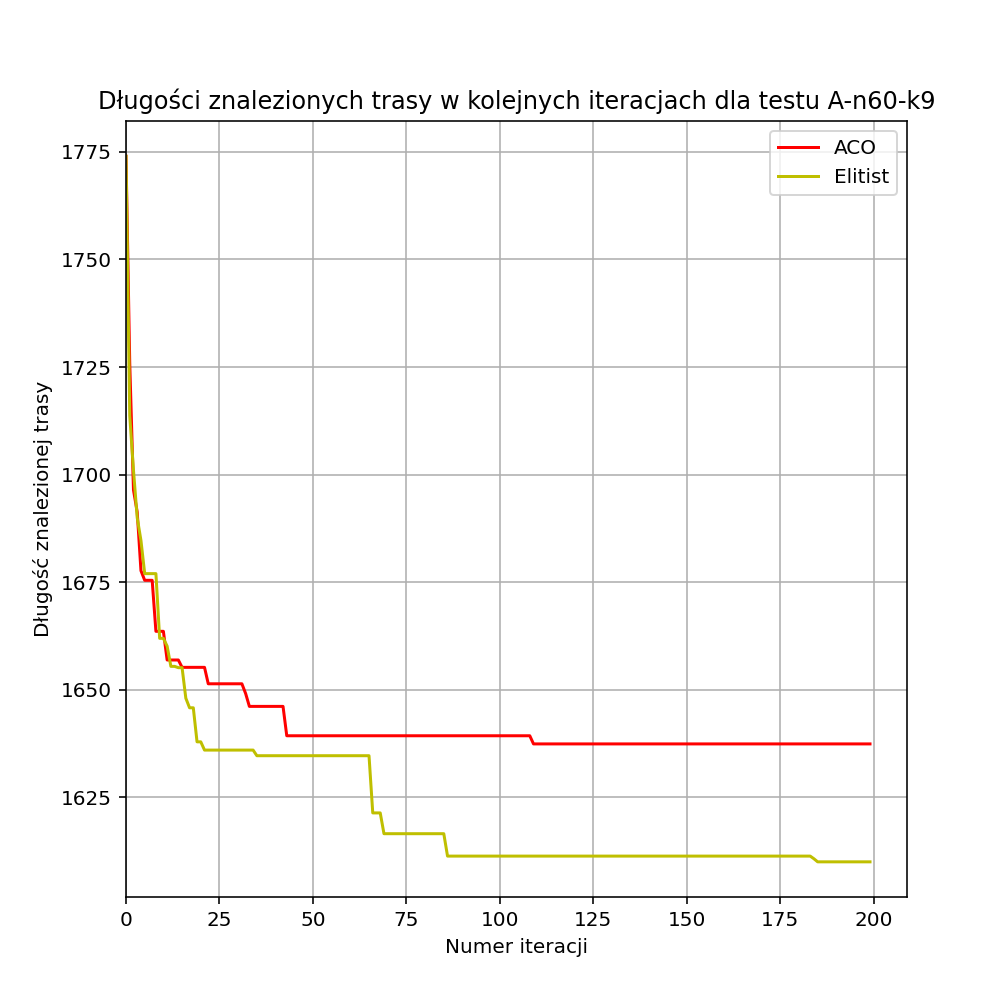 Długości znalezionych trasy w kolejnych iteracjach dla testu A-n60-k9
ACO
Elitist
1775
1750
1725
1700
1675
1650
1625
Długość znalezionej trasy
0 25 50 75 100 125 150 175 200
Numer iteracji